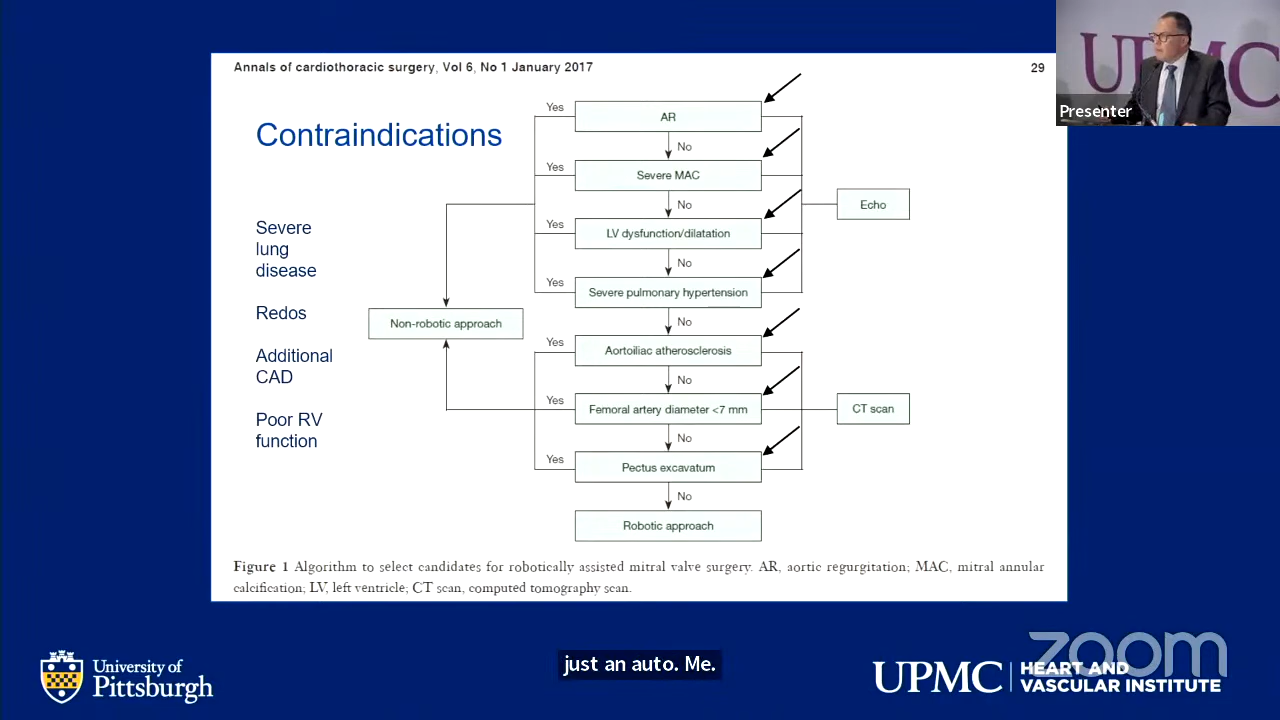 Annals of cardiothoracic surgery, Vol 6, No 1 January 2017
29
Contraindications
Severe
lung
disease
Redos
Additional
CAD
Poor RV
function
Yes
AR
No
Yes
Severe MAC
No
Echo
Yes
LV dysfunction/dilatation
No
Yes
Severe pulmonary hypertension
No
Non-robotic approach
Yes
Aortoiliac atherosclerosis
No
Yes
Femoral artery diameter <7 mm
CT scan
No
Yes
Pectus excavatum
No
Robotic approach
Figure 1 Algorithm to select candidates for robotically assisted mitral valve surgery. AR, aortic regurgitation; MAC, mitral annular
calcification; LV, left ventricle; CT scan, computed tomography scan.
UPMC
Presenter
just an auto. Me.
University of
Pittsburgh
UPMC
HEART AND
VASCULAR INSTITUTE
zoom